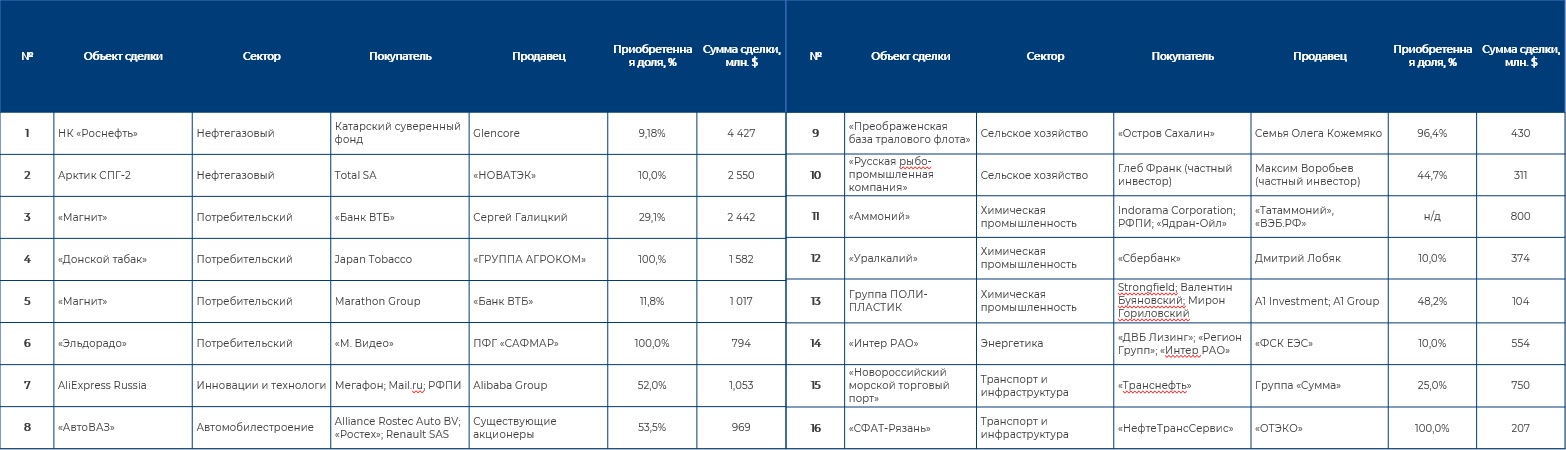 № Объект сделки Сектор Покупатель Продавец Приобретенна Сумма сделки,
я доля, % млн. $
1 НК «Роснефть» Нефтегазовый Катарский суверенный Glencore 9,18% 4 427
фонд
2 Арктик СПГ-2 Нефтегазовый Total SA «НОВАТЭК» 10,0% 2 550
3 «Магнит» Потребительский «Банк ВТБ» Сергей Галицкий 29,1% 2 442
4 «Донской табак» Потребительский Japan Tobacco «ГРУППА АГРОКОМ» 100,% 1 582
5 «Магнит» Потребительский Marathon Group «Банк ВТБ» 11,8% 1 017
6 «Эльдорадо» Потребительский «М. Видео» ПФГ «САФМАР» 100,0% 794
7 AliExpress Russia Инновации и технологи Мегафон; Mail.ru; РФПИ Alibaba Group 52,0% 1,053
8 «АвтоВАЗ» Автомобилестроение Alliance Rostec Auto BV; Существующие 53,5% 969
«Ростех»; Renault SAS акционеры
№ Объект сделки Сектор Покупатель Продавец Приобретенна Сумма сделки,
я доля, % млн. $
9 «Преображенская Сельское хозяйство «Остров Сахалин» Семья Олега Кожемяко 96,4% 430
база тралового флота»
«Русская рыбо-
10 промышленная Сельское хозяйство Глеб Франк (частный Максим Воробьев 44,7% 311
компания» инвестор) (частный инвестор)
11 «Аммоний» Химическая Indorama Corporation; «Татаммоний», н/д 800
промышленность РФПИ; «Ядран-Ойл» «ВЭБ.РФ»
12 «Уралкалий» Химическая «Сбербанк» Дмитрий Лобяк 10,0% 374
промышленность
13 Группа ПОЛИ- Химическая Strongfield; Валентин A1 Investment; A1 Group 48,2% 104
ПЛАСТИК промышленность Буяновский; Мирон
Гориловский
14 «Интер РАО» Энергетика «ДВБ Лизинг»; «Регион «ФСК ЕЭС» 10,0% 554
Групп»; «Интер РАО»
«Новороссийский
15 морской торговый Транспорт и «Транснефть» Группа «Сумма» 25,0% 750
порт» инфраструктура
16 «СФАТ-Рязань» Транспорт и «НефтеТрансСервис» «ОТЭКО» 100,0% 207
инфраструктура